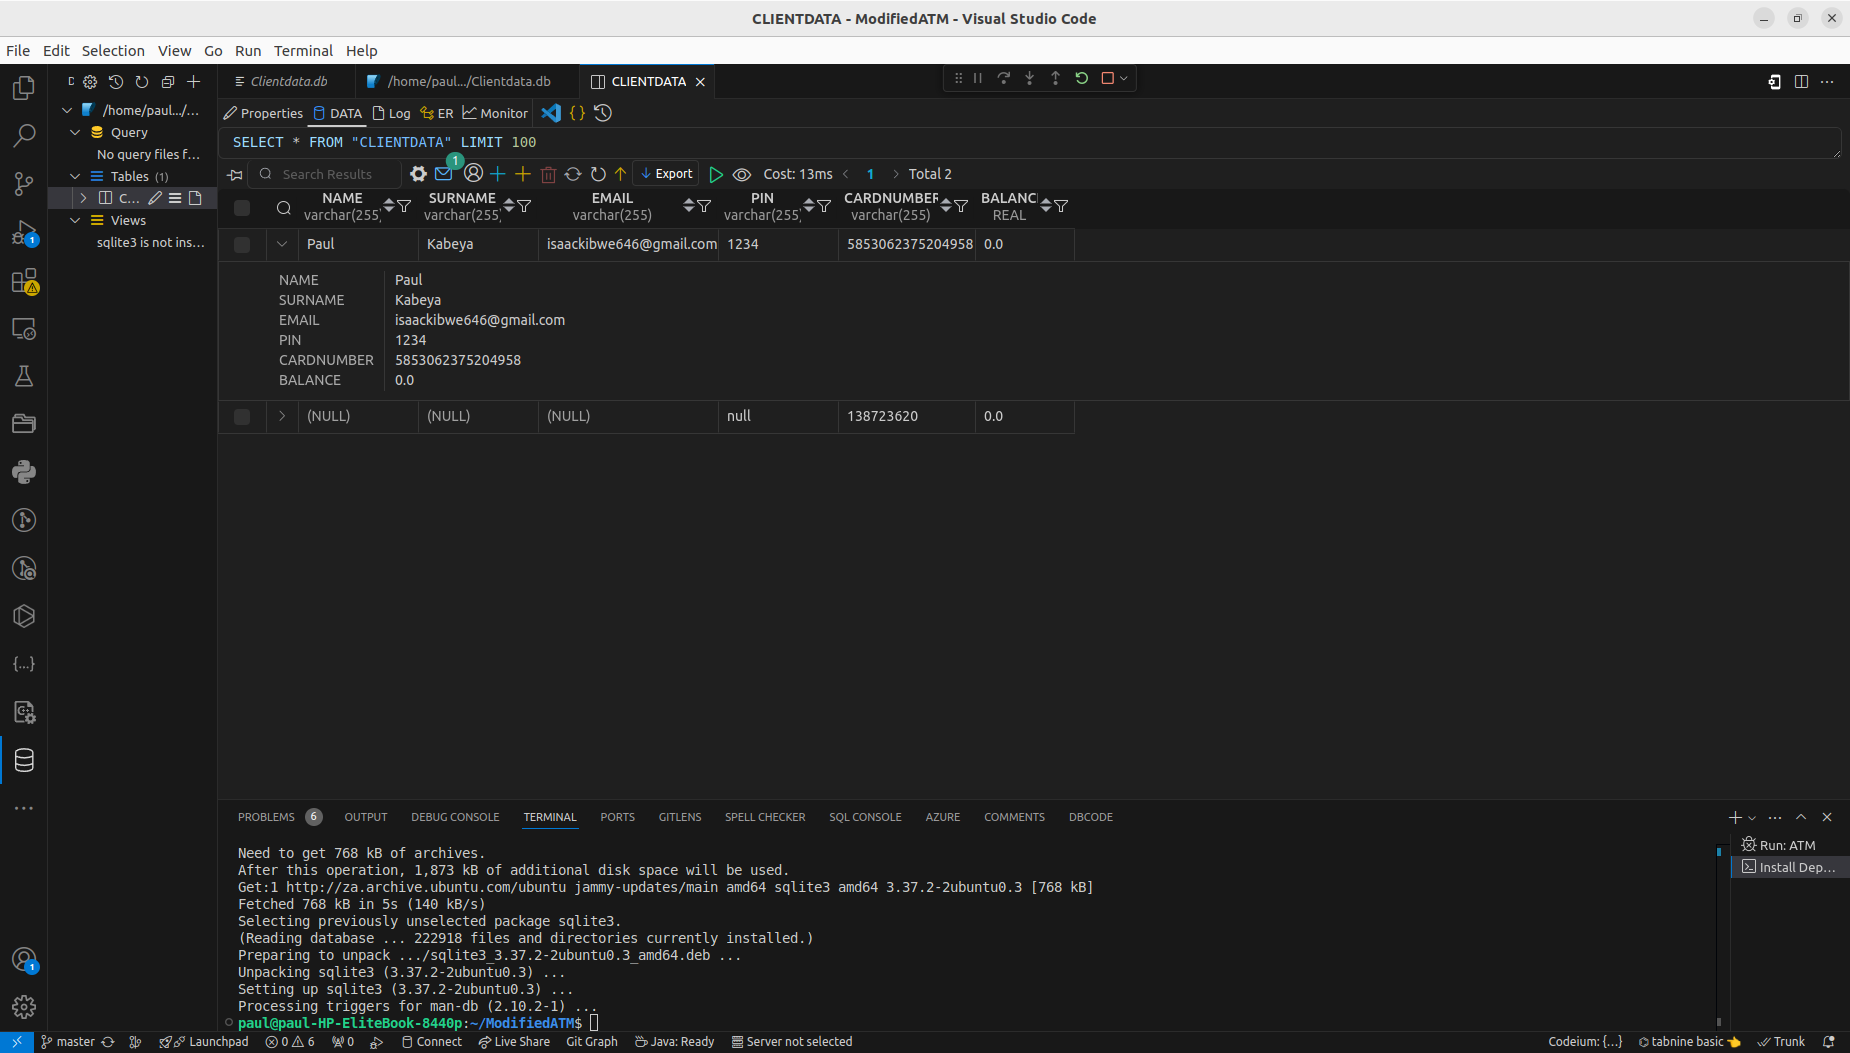 CLIENTDATA - ModifiedATM - Visual Studio Code
File Edit Selection View Go Run Terminal Help
D
Clientdata.db
/home/paul.../Clientdata.db
CLIENTDATA
/home/paul.../...
Query
No query files f...
Tables (1)
C...
Views
sqlite3 is not ins...
Properties DATA Log ER Monitor
SELECT * FROM "CLIENTDATA" LIMIT 100
1
Search Results
Export
Cost: 13ms
1
Total 2
NAME SURNAME EMAIL PIN CARDNUMBER BALANC
varchar(255) varchar(255) varchar(255) varchar(255) varchar(255) REAL
Paul Kabeya isaackibwe646@gmail.com 1234 5853062375204958 0.0
NAME Paul
SURNAME Kabeya
EMAIL isaackibwe646@gmail.com
PIN 1234
CARDNUMBER 5853062375204958
BALANCE 0.0
(NULL) (NULL) (NULL) null 138723620 0.0
1
{...}
1
PROBLEMS 6 OUTPUT DEBUG CONSOLE TERMINAL PORTS GITLENS SPELL CHECKER SQL CONSOLE AZURE COMMENTS DBCODE
Need to get 768 kB of archives.
After this operation, 1,873 kB of additional disk space will be used.
Get:1 http://za.archive.ubuntu.com/ubuntu jammy-updates/main amd64 sqlite3 amd64 3.37.2-2ubuntu0.3 [768 kB]
Fetched 768 kB in 5s (140 kB/s)
Selecting previously unselected package sqlite3.
(Reading database ... 222918 files and directories currently installed.)
Preparing to unpack .../sqlite3_3.37.2-2ubuntu0.3_amd64.deb ...
Unpacking sqlite3 (3.37.2-2ubuntu0.3) ...
Setting up sqlite3 (3.37.2-2ubuntu0.3) ...
Processing triggers for man-db (2.10.2-1) ...
paul@paul-HP-EliteBook-8440p:~/ModifiedATM$
Run: ATM
Install Dep...
master Launchpad 0 6 0 Connect Live Share Git Graph Java: Ready Server not selected Codeium: {...} tabnine basic Trunk